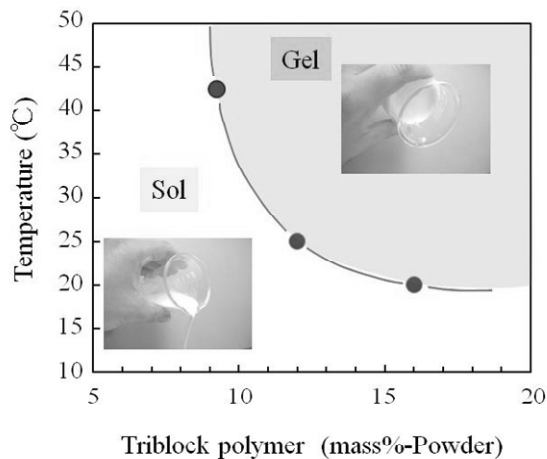 50
45
40
35
30
25
20
15
10
Temperature (℃)
Gel
Sol
5 10 15 20
Triblock polymer (mass%-Powder)